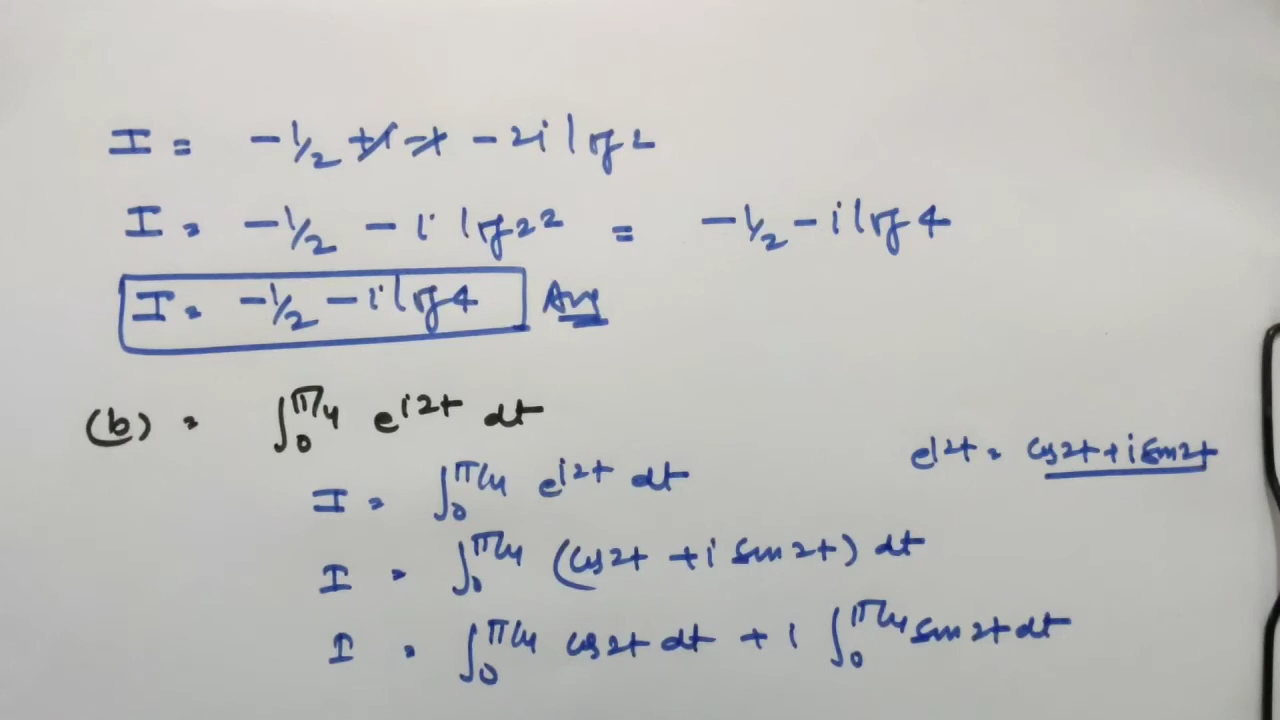 I = -1/2 +1 -1 - 2i log 2
I = -1/2 - i log 2² = -1/2 - i log 4
I = -1/2 - i log 4 Ans
(b) = ∫₀^π/4 e^i2t dt
I = ∫₀^π/4 e^i2t dt
e^i2t = cos2t + i sin2t
I = ∫₀^π/4 (cos2t + i sin2t) dt
I = ∫₀^π/4 cos2t dt + i ∫₀^π/4 sin2t dt